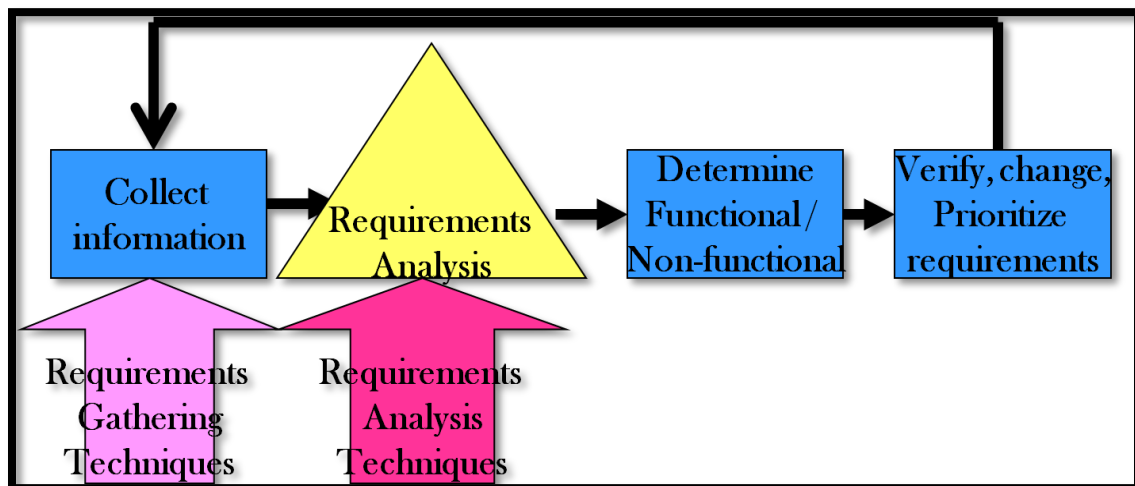 Collect
information
Requirements
Analysis
Determine
Functional/
Non-functional
Verify, change,
Prioritize
requirements
Requirements
Gathering
Techniques
Requirements
Analysis
Techniques